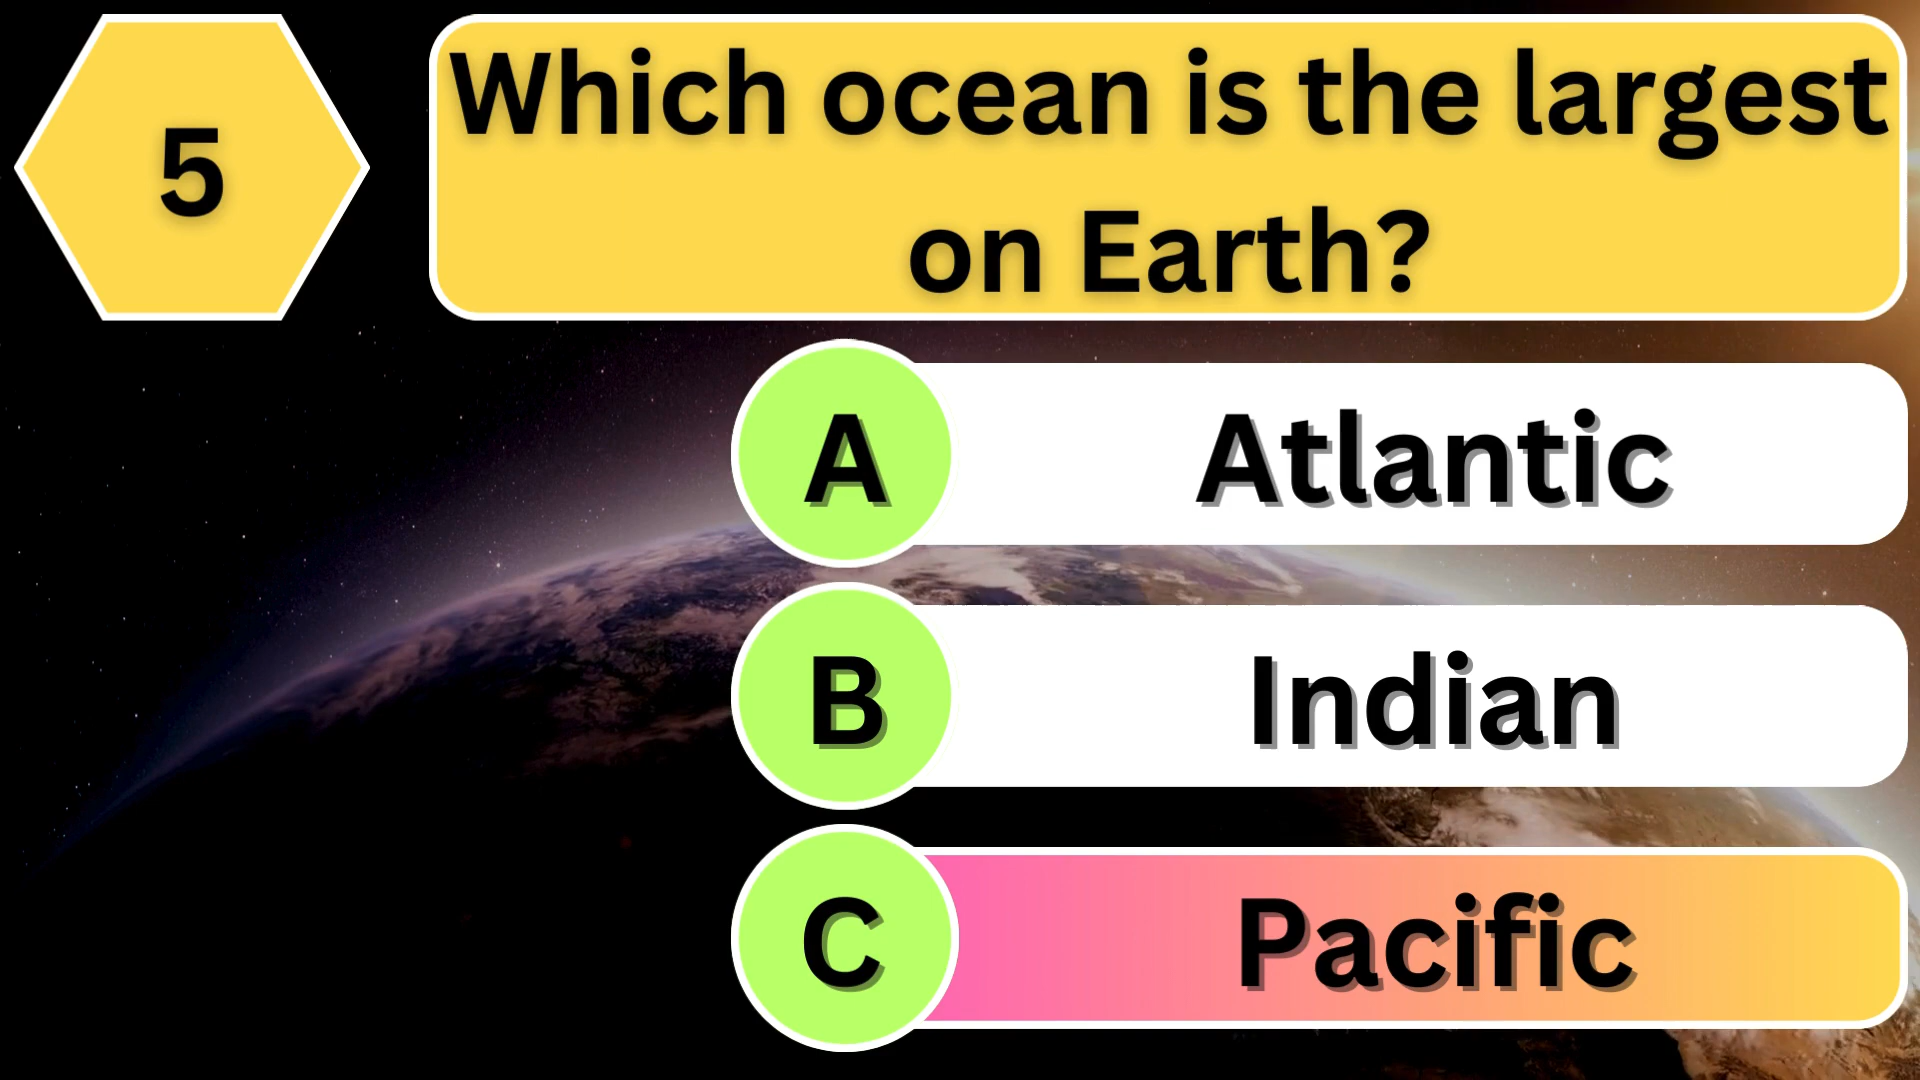 5
Which ocean is the largest
on Earth?
A Atlantic
B Indian
C Pacific